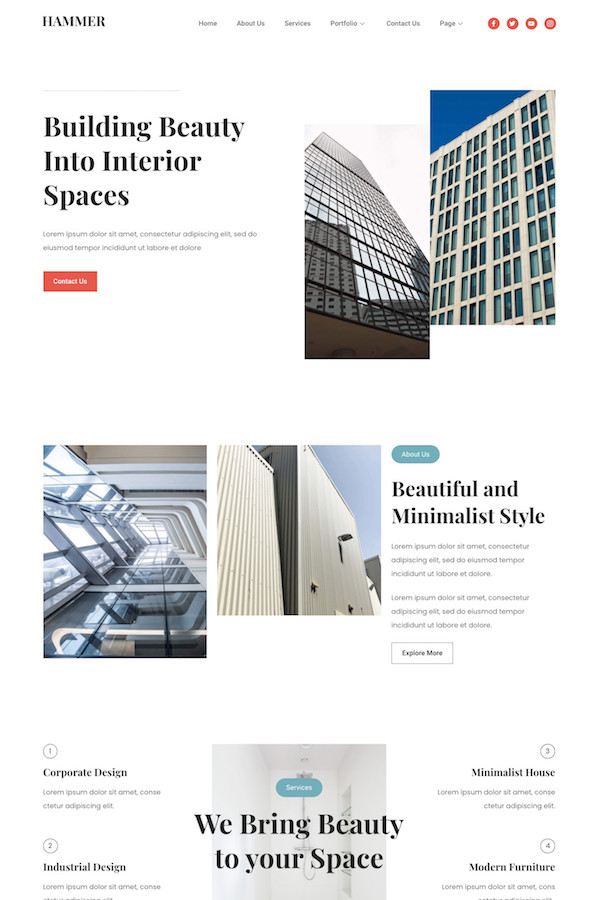 HAMMER
Home About Us Services Portfolio Contact Us Page
Building Beauty
Into Interior
Spaces
Lorem ipsum dolor sit amet, consectetur adipiscing elit, sed do
eiusmod tempor incididunt ut labore et dolore
Contact Us
About Us
Beautiful and
Minimalist Style
Lorem ipsum dolor sit amet, consectetur
adipiscing elit, sed do eiusmod tempor
incididunt ut labore et dolore.
Lorem ipsum dolor sit amet, consectetur
adipiscing elit, sed do eiusmod tempor
incididunt ut labore et dolore.
Explore More
1
Corporate Design
Lorem ipsum dolor sit amet, conse
ctetur adipiscing elit.
2
Industrial Design
Lorem ipsum dolor sit amet, conse
Services
We Bring Beauty
to your Space
3
Minimalist House
Lorem ipsum dolor sit amet, conse
ctetur adipiscing elit.
4
Modern Furniture
Lorem ipsum dolor sit amet, cons